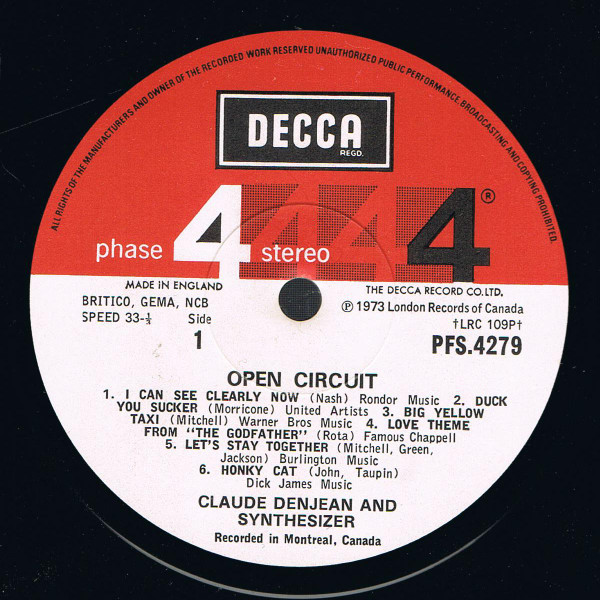 ALL RIGHTS OF THE MANUFACTURERS AND OWNER OF THE RECORDED WORK RESERVED UNAUTHORIZED PUBLIC PERFORMANCE, BROADCASTING AND COPYING PROHIBITED.
DECCA
REGD.
phase 4 stereo 4 4 4 ®
MADE IN ENGLAND
THE DECCA RECORD CO. LTD.
BRITICO, GEMA, NCB
℗ 1973 London Records of Canada
SPEED 33-⅓ Side
†LRC 109P†
1
PFS.4279
OPEN CIRCUIT
1. I CAN SEE CLEARLY NOW (Nash) Rondor Music 2. DUCK
YOU SUCKER (Morricone) United Artists 3. BIG YELLOW
TAXI (Mitchell) Warner Bros Music 4. LOVE THEME
FROM "THE GODFATHER" (Rota) Famous Chappell
5. LET'S STAY TOGETHER (Mitchell, Green,
Jackson) Burlington Music
6. HONKY CAT (John, Taupin)
Dick James Music
CLAUDE DENJEAN AND
SYNTHESIZER
Recorded in Montreal, Canada